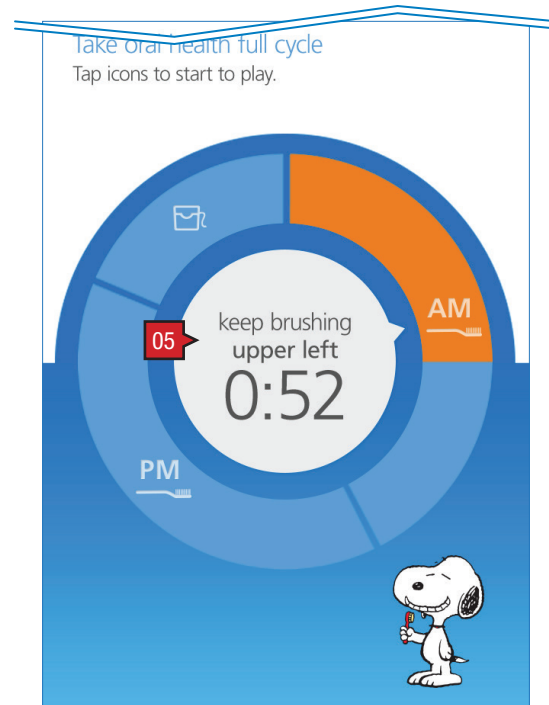 Take oral health full cycle
Tap icons to start to play.
AM
05
keep brushing
upper left
0:52
PM